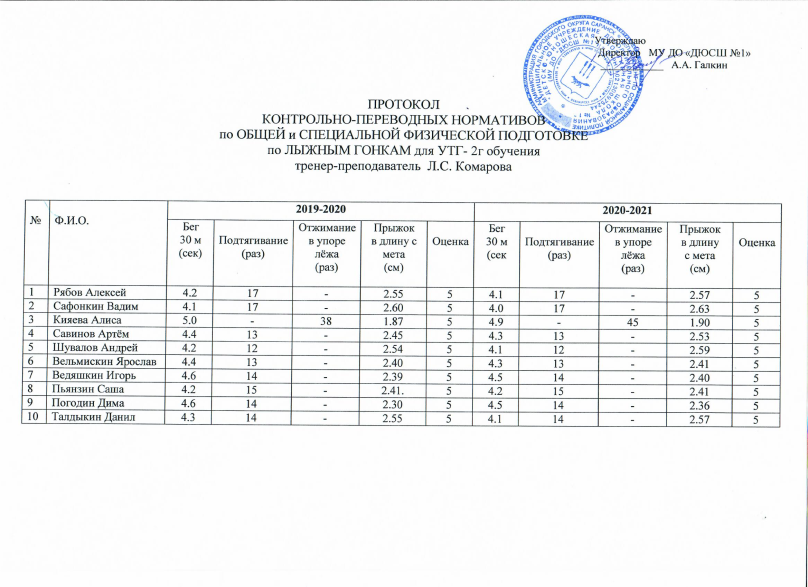 Утверждаю
Директор МУ ДО «ДЮСШ №1»
А.А. Галкин
ПРОТОКОЛ
КОНТРОЛЬНО-ПЕРЕВОДНЫХ НОРМАТИВОВ
по ОБЩЕЙ и СПЕЦИАЛЬНОЙ ФИЗИЧЕСКОЙ ПОДГОТОВКЕ
по ЛЫЖНЫМ ГОНКАМ для УТГ- 2г обучения
тренер-преподаватель Л.С. Комарова
№ Ф.И.О. 2019-2020 2020-2021
Бег 30 м (сек) Подтягивание (раз) Отжимание в упоре лёжа (раз) Прыжок в длину с мета (см) Оценка Бег 30 м (сек Подтягивание (раз) Отжимание в упоре лёжа (раз) Прыжок в длину с мета (см) Оценка
1 Рябов Алексей 4.2 17 - 2.55 5 4.1 17 - 2.57 5
2 Сафонкин Вадим 4.1 17 - 2.60 5 4.0 17 - 2.63 5
3 Кияева Алиса 5.0 - 38 1.87 5 4.9 - 45 1.90 5
4 Савинов Артём 4.4 13 - 2.45 5 4.3 13 - 2.53 5
5 Шувалов Андрей 4.2 12 - 2.54 5 4.1 12 - 2.59 5
6 Вельмискин Ярослав 4.4 13 - 2.40 5 4.3 13 - 2.41 5
7 Ведяшкин Игорь 4.6 14 - 2.39 5 4.5 14 - 2.40 5
8 Пьянзин Саша 4.2 15 - 2.41. 5 4.2 15 - 2.41 5
9 Погодин Дима 4.6 14 - 2.30 5 4.5 14 - 2.36 5
10 Талдыкин Данил 4.3 14 - 2.55 5 4.1 14 - 2.57 5